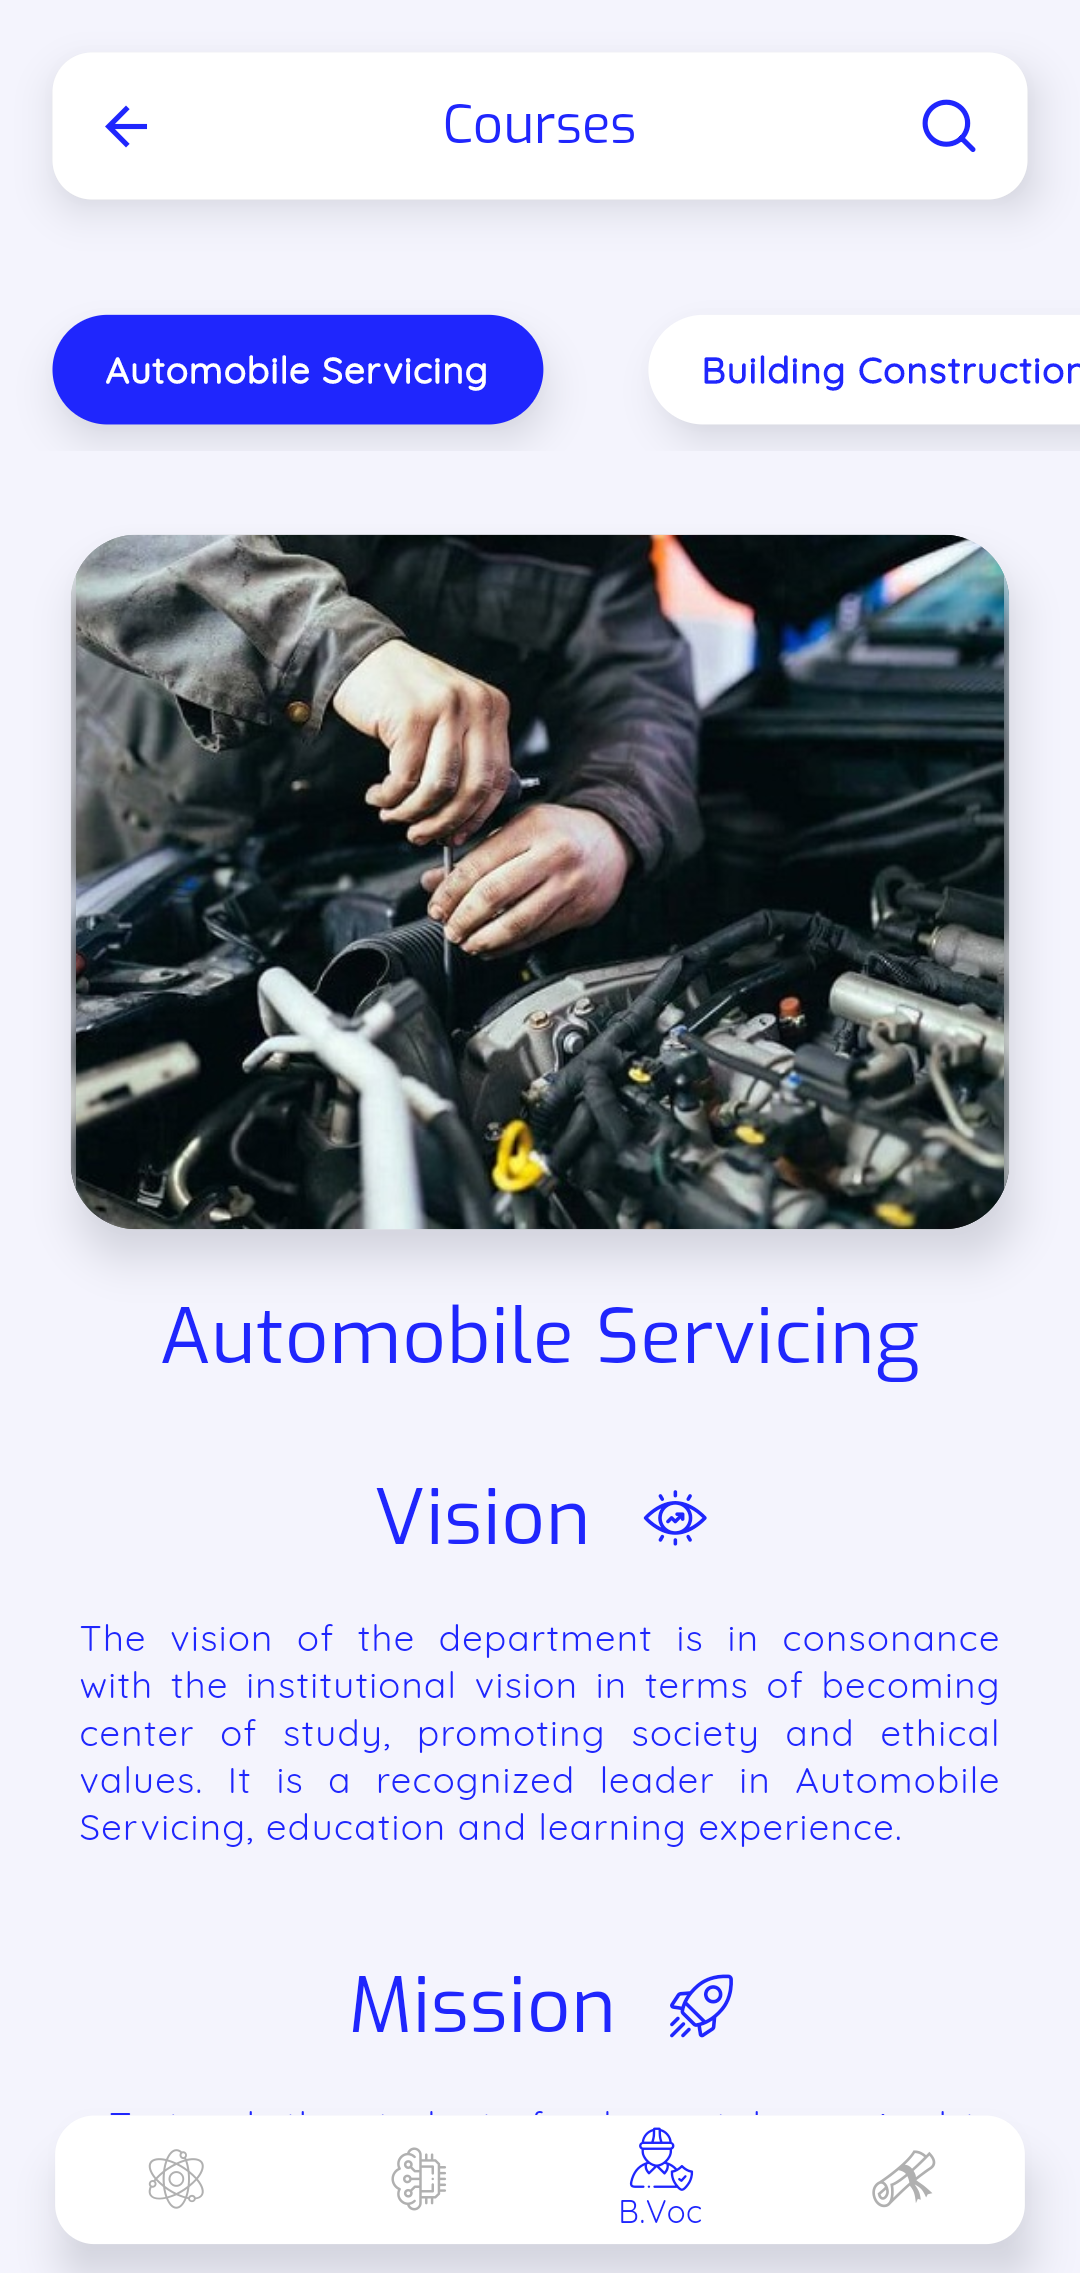 Courses
Automobile Servicing
Building Construction
Automobile Servicing
Vision
The vision of the department is in consonance
with the institutional vision in terms of becoming
center of study, promoting society and ethical
values. It is a recognized leader in Automobile
Servicing, education and learning experience.
Mission
B.Voc